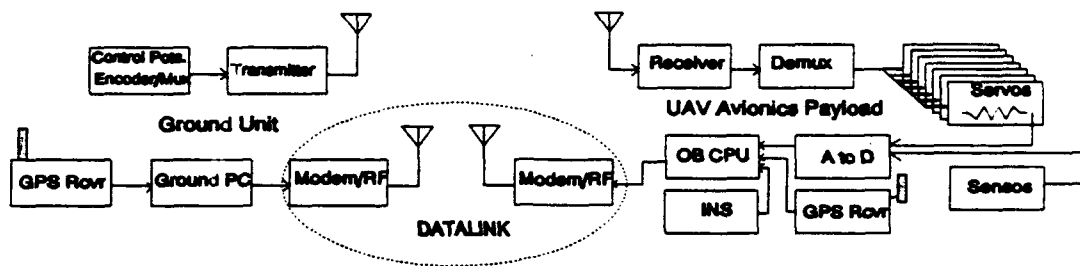 Control Pots.
Encoder/Mux
Transmitter
Receiver
Demux
Servos
Ground Unit
UAV Avionics Payload
GPS Rcvr
Ground PC
Modem/RF
Modem/RF
OB CPU
A to D
INS
GPS Rcvr
Sensos
DATALINK